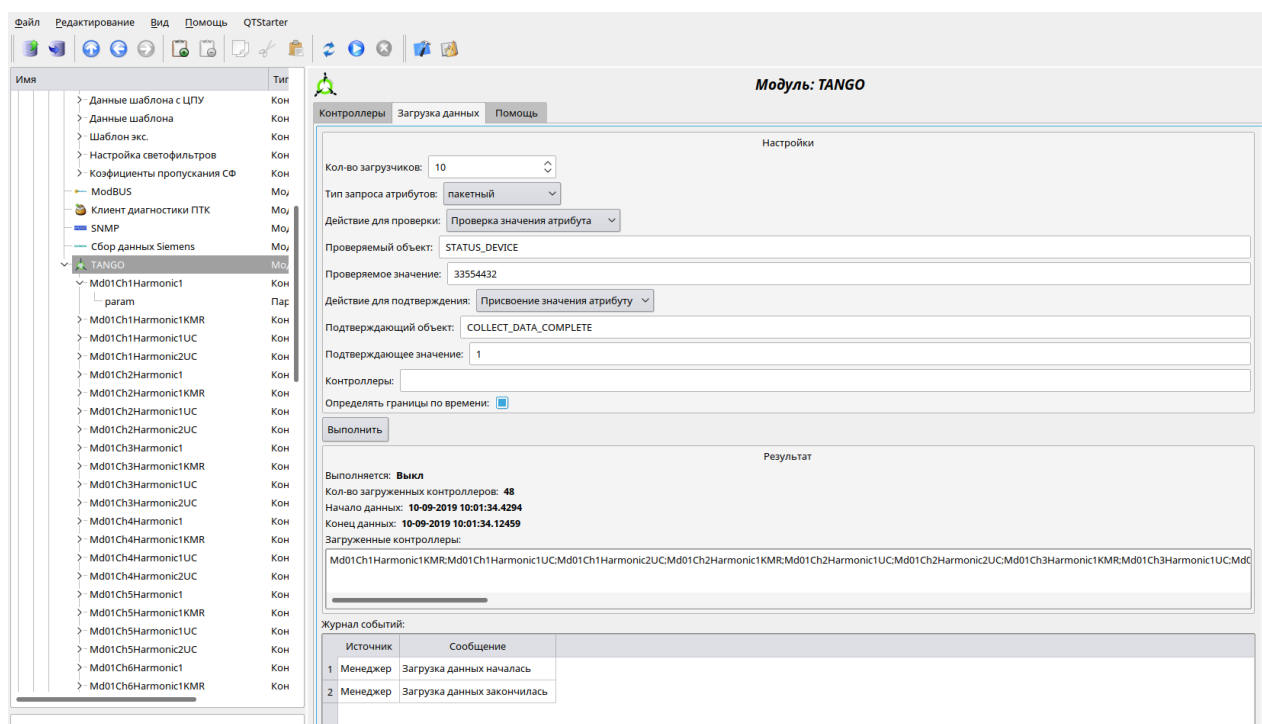 Файл Редактирование Вид Помощь QTStarter
Имя Тип
Данные шаблона с ЦПУ Кон
Данные шаблона Кон
Шаблон экс. Кон
Настройка светофильтров Кон
Коэфициенты пропускания СФ Кон
ModBUS Мод
Клиент диагностики ПТК Мод
SNMP Мод
Сбор данных Siemens Мод
TANGO Мод
Md01Ch1Harmonic1 Кон
param Пар
Md01Ch1Harmonic1KMR Кон
Md01Ch1Harmonic1UC Кон
Md01Ch1Harmonic2UC Кон
Md01Ch2Harmonic1 Кон
Md01Ch2Harmonic1KMR Кон
Md01Ch2Harmonic1UC Кон
Md01Ch2Harmonic2UC Кон
Md01Ch3Harmonic1 Кон
Md01Ch3Harmonic1KMR Кон
Md01Ch3Harmonic1UC Кон
Md01Ch3Harmonic2UC Кон
Md01Ch4Harmonic1 Кон
Md01Ch4Harmonic1KMR Кон
Md01Ch4Harmonic1UC Кон
Md01Ch4Harmonic2UC Кон
Md01Ch5Harmonic1 Кон
Md01Ch5Harmonic1KMR Кон
Md01Ch5Harmonic1UC Кон
Md01Ch5Harmonic2UC Кон
Md01Ch6Harmonic1 Кон
Md01Ch6Harmonic1KMR Кон
Модуль: TANGO
Контроллеры Загрузка данных Помощь
Настройки
Кол-во загрузчиков: 10
Тип запроса атрибутов: пакетный
Действие для проверки: Проверка значения атрибута
Проверяемый объект: STATUS_DEVICE
Проверяемое значение: 33554432
Действие для подтверждения: Присвоение значения атрибуту
Подтверждающий объект: COLLECT_DATA_COMPLETE
Подтверждающее значение: 1
Контроллеры:
Определять границы по времени:
Выполнить
Результат
Выполняется: Выкл
Кол-во загруженных контроллеров: 48
Начало данных: 10-09-2019 10:01:34.4294
Конец данных: 10-09-2019 10:01:34.12459
Загруженные контроллеры:
Md01Ch1Harmonic1KMR;Md01Ch1Harmonic1UC;Md01Ch1Harmonic2UC;Md01Ch2Harmonic1KMR;Md01Ch2Harmonic1UC;Md01Ch2Harmonic2UC;Md01Ch3Harmonic1KMR;Md01Ch3Harmonic1UC;Md0
Журнал событий:
Источник Сообщение
1 Менеджер Загрузка данных началась
2 Менеджер Загрузка данных закончилась